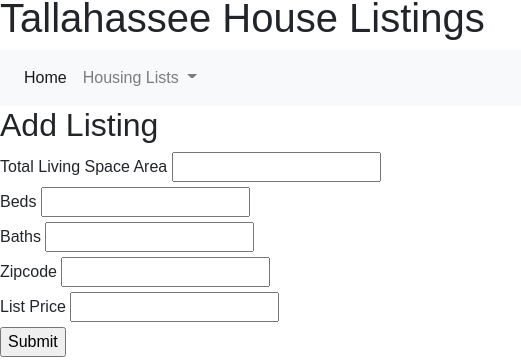 Tallahassee House Listings
Home Housing Lists
Add Listing
Total Living Space Area
Beds
Baths
Zipcode
List Price
Submit